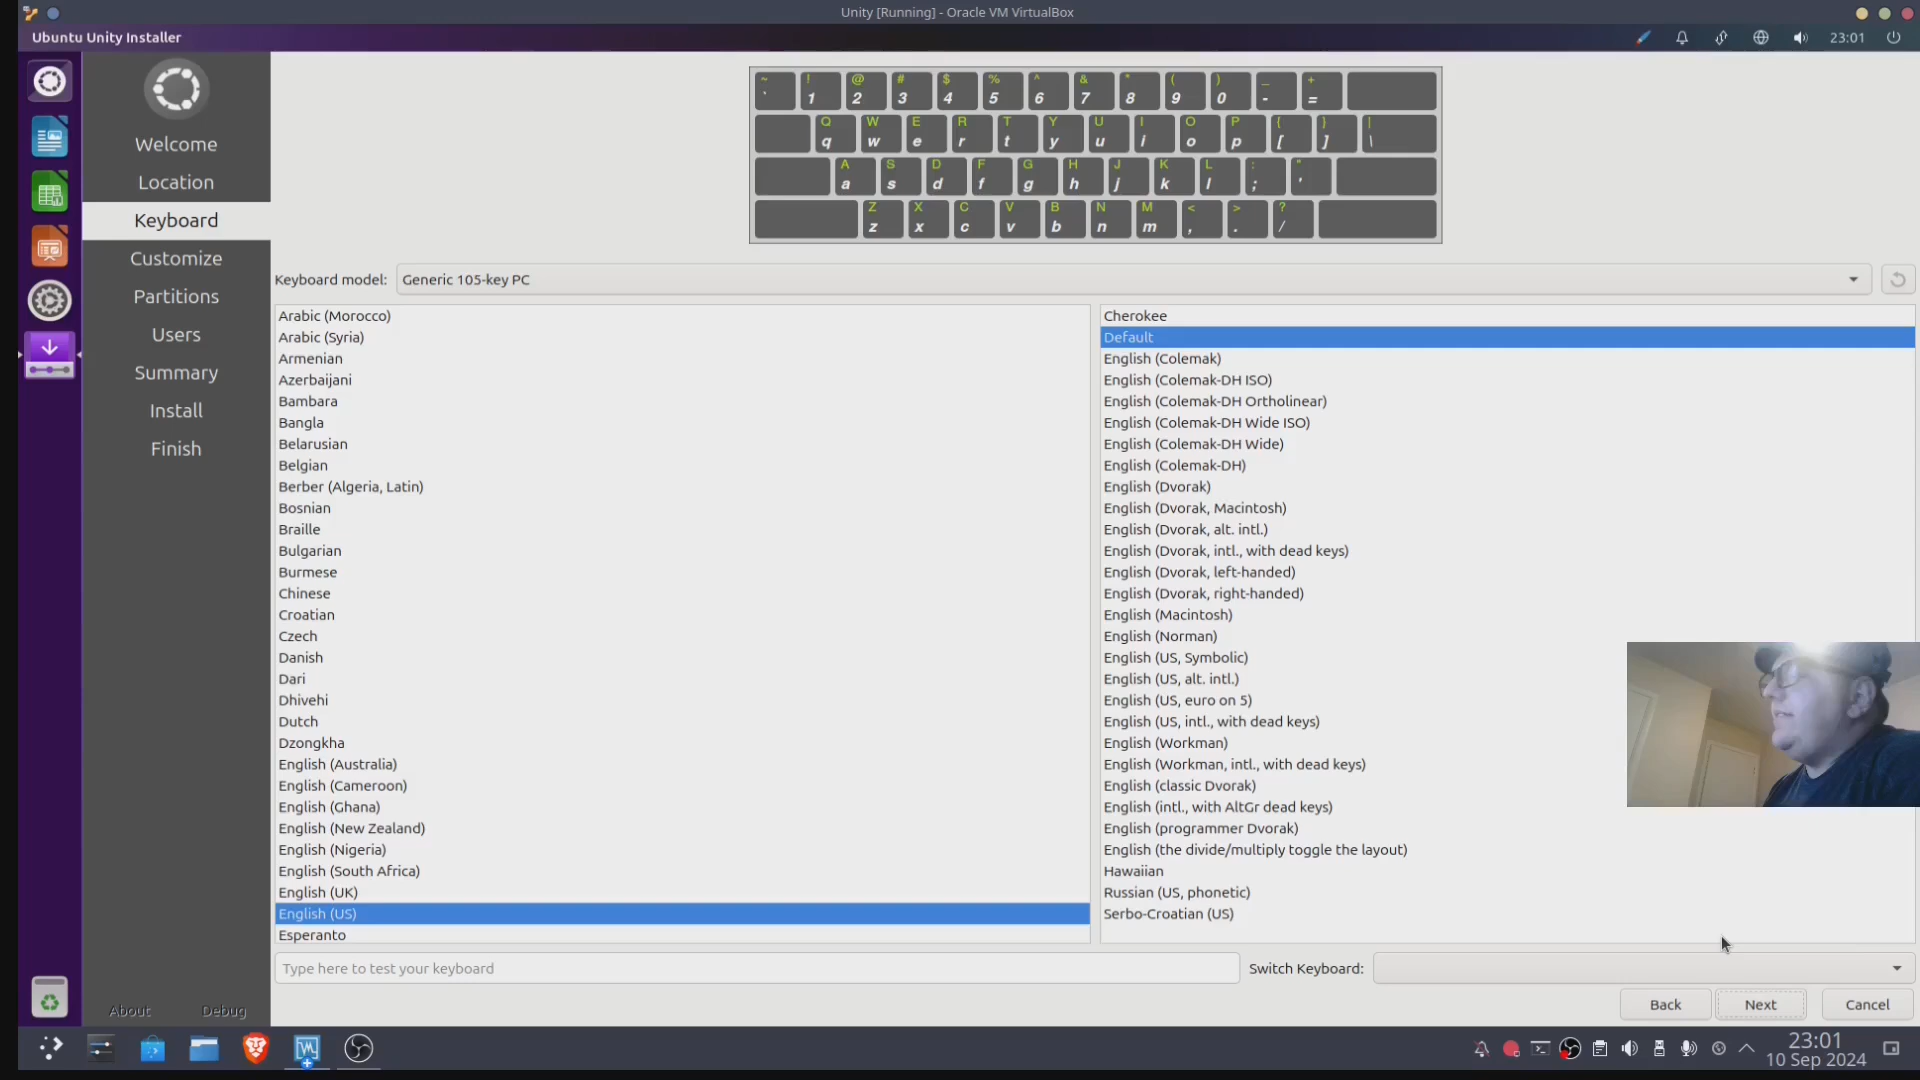 Unity [Running] - Oracle VM VirtualBox
Ubuntu Unity Installer
23:01
Welcome
Location
Keyboard
Customize
Partitions
Users
Summary
Install
Finish
About
Debug
~ ! @ # $ % ^ & * ( ) _ +
` 1 2 3 4 5 6 7 8 9 0 - =
Q W E R T Y U I O P { } |
q w e r t y u i o p [ ] \
A S D F G H J K L : "
a s d f g h j k l ; '
Z X C V B N M < > ?
z x c v b n m , . /
Keyboard model:
Generic 105-key PC
Arabic (Morocco)
Arabic (Syria)
Armenian
Azerbaijani
Bambara
Bangla
Belarusian
Belgian
Berber (Algeria, Latin)
Bosnian
Braille
Bulgarian
Burmese
Chinese
Croatian
Czech
Danish
Dari
Dhivehi
Dutch
Dzongkha
English (Australia)
English (Cameroon)
English (Ghana)
English (New Zealand)
English (Nigeria)
English (South Africa)
English (UK)
English (US)
Esperanto
Cherokee
Default
English (Colemak)
English (Colemak-DH ISO)
English (Colemak-DH Ortholinear)
English (Colemak-DH Wide ISO)
English (Colemak-DH Wide)
English (Colemak-DH)
English (Dvorak)
English (Dvorak, Macintosh)
English (Dvorak, alt. intl.)
English (Dvorak, intl., with dead keys)
English (Dvorak, left-handed)
English (Dvorak, right-handed)
English (Macintosh)
English (Norman)
English (US, Symbolic)
English (US, alt. intl.)
English (US, euro on 5)
English (US, intl., with dead keys)
English (Workman)
English (Workman, intl., with dead keys)
English (classic Dvorak)
English (intl., with AltGr dead keys)
English (programmer Dvorak)
English (the divide/multiply toggle the layout)
Hawaiian
Russian (US, phonetic)
Serbo-Croatian (US)
Type here to test your keyboard
Switch Keyboard:
Back
Next
Cancel
23:01
10 Sep 2024